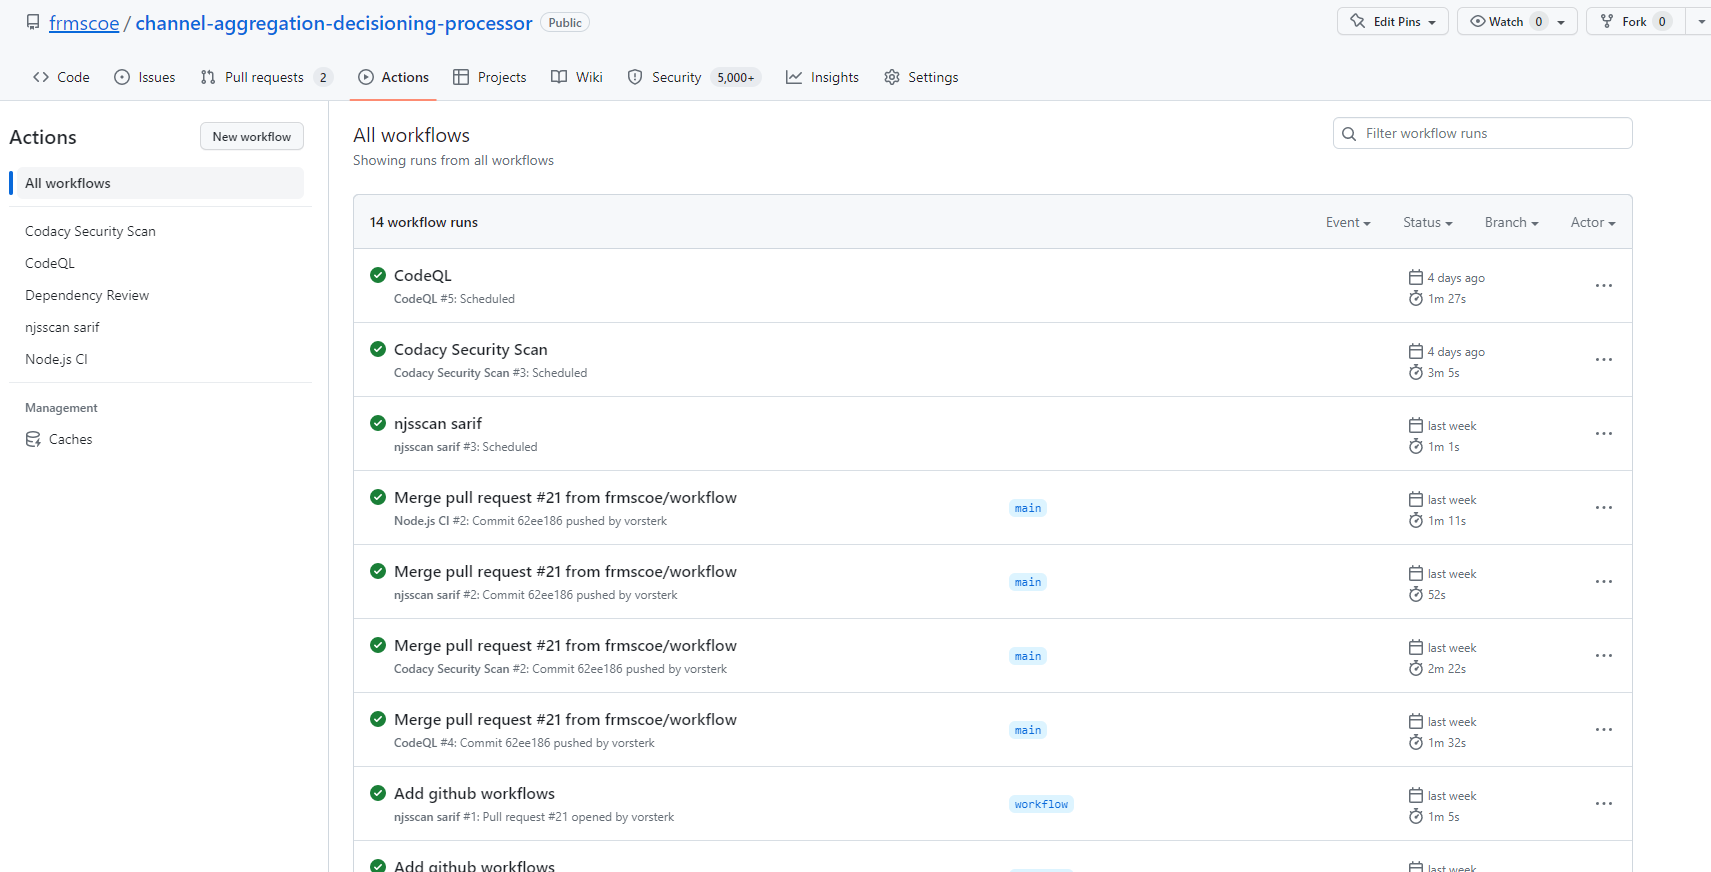 frmscoe / channel-aggregation-decisioning-processor Public
Edit Pins Watch 0 Fork 0
Code Issues Pull requests 2 Actions Projects Wiki Security 5,000+ Insights Settings
Actions
New workflow
All workflows
Codacy Security Scan
CodeQL
Dependency Review
njsscan sarif
Node.js CI
Management
Caches
All workflows
Showing runs from all workflows
Filter workflow runs
14 workflow runs
Event Status Branch Actor
CodeQL
CodeQL #5: Scheduled
4 days ago
1m 27s
Codacy Security Scan
Codacy Security Scan #3: Scheduled
4 days ago
3m 5s
njsscan sarif
njsscan sarif #3: Scheduled
last week
1m 1s
Merge pull request #21 from frmscoe/workflow
Node.js CI #2: Commit 62ee186 pushed by vorsterk
main
last week
1m 11s
Merge pull request #21 from frmscoe/workflow
njsscan sarif #2: Commit 62ee186 pushed by vorsterk
main
last week
52s
Merge pull request #21 from frmscoe/workflow
Codacy Security Scan #2: Commit 62ee186 pushed by vorsterk
main
last week
2m 22s
Merge pull request #21 from frmscoe/workflow
CodeQL #4: Commit 62ee186 pushed by vorsterk
main
last week
1m 32s
Add github workflows
njsscan sarif #1: Pull request #21 opened by vorsterk
workflow
last week
1m 5s
Add github workflows
last week